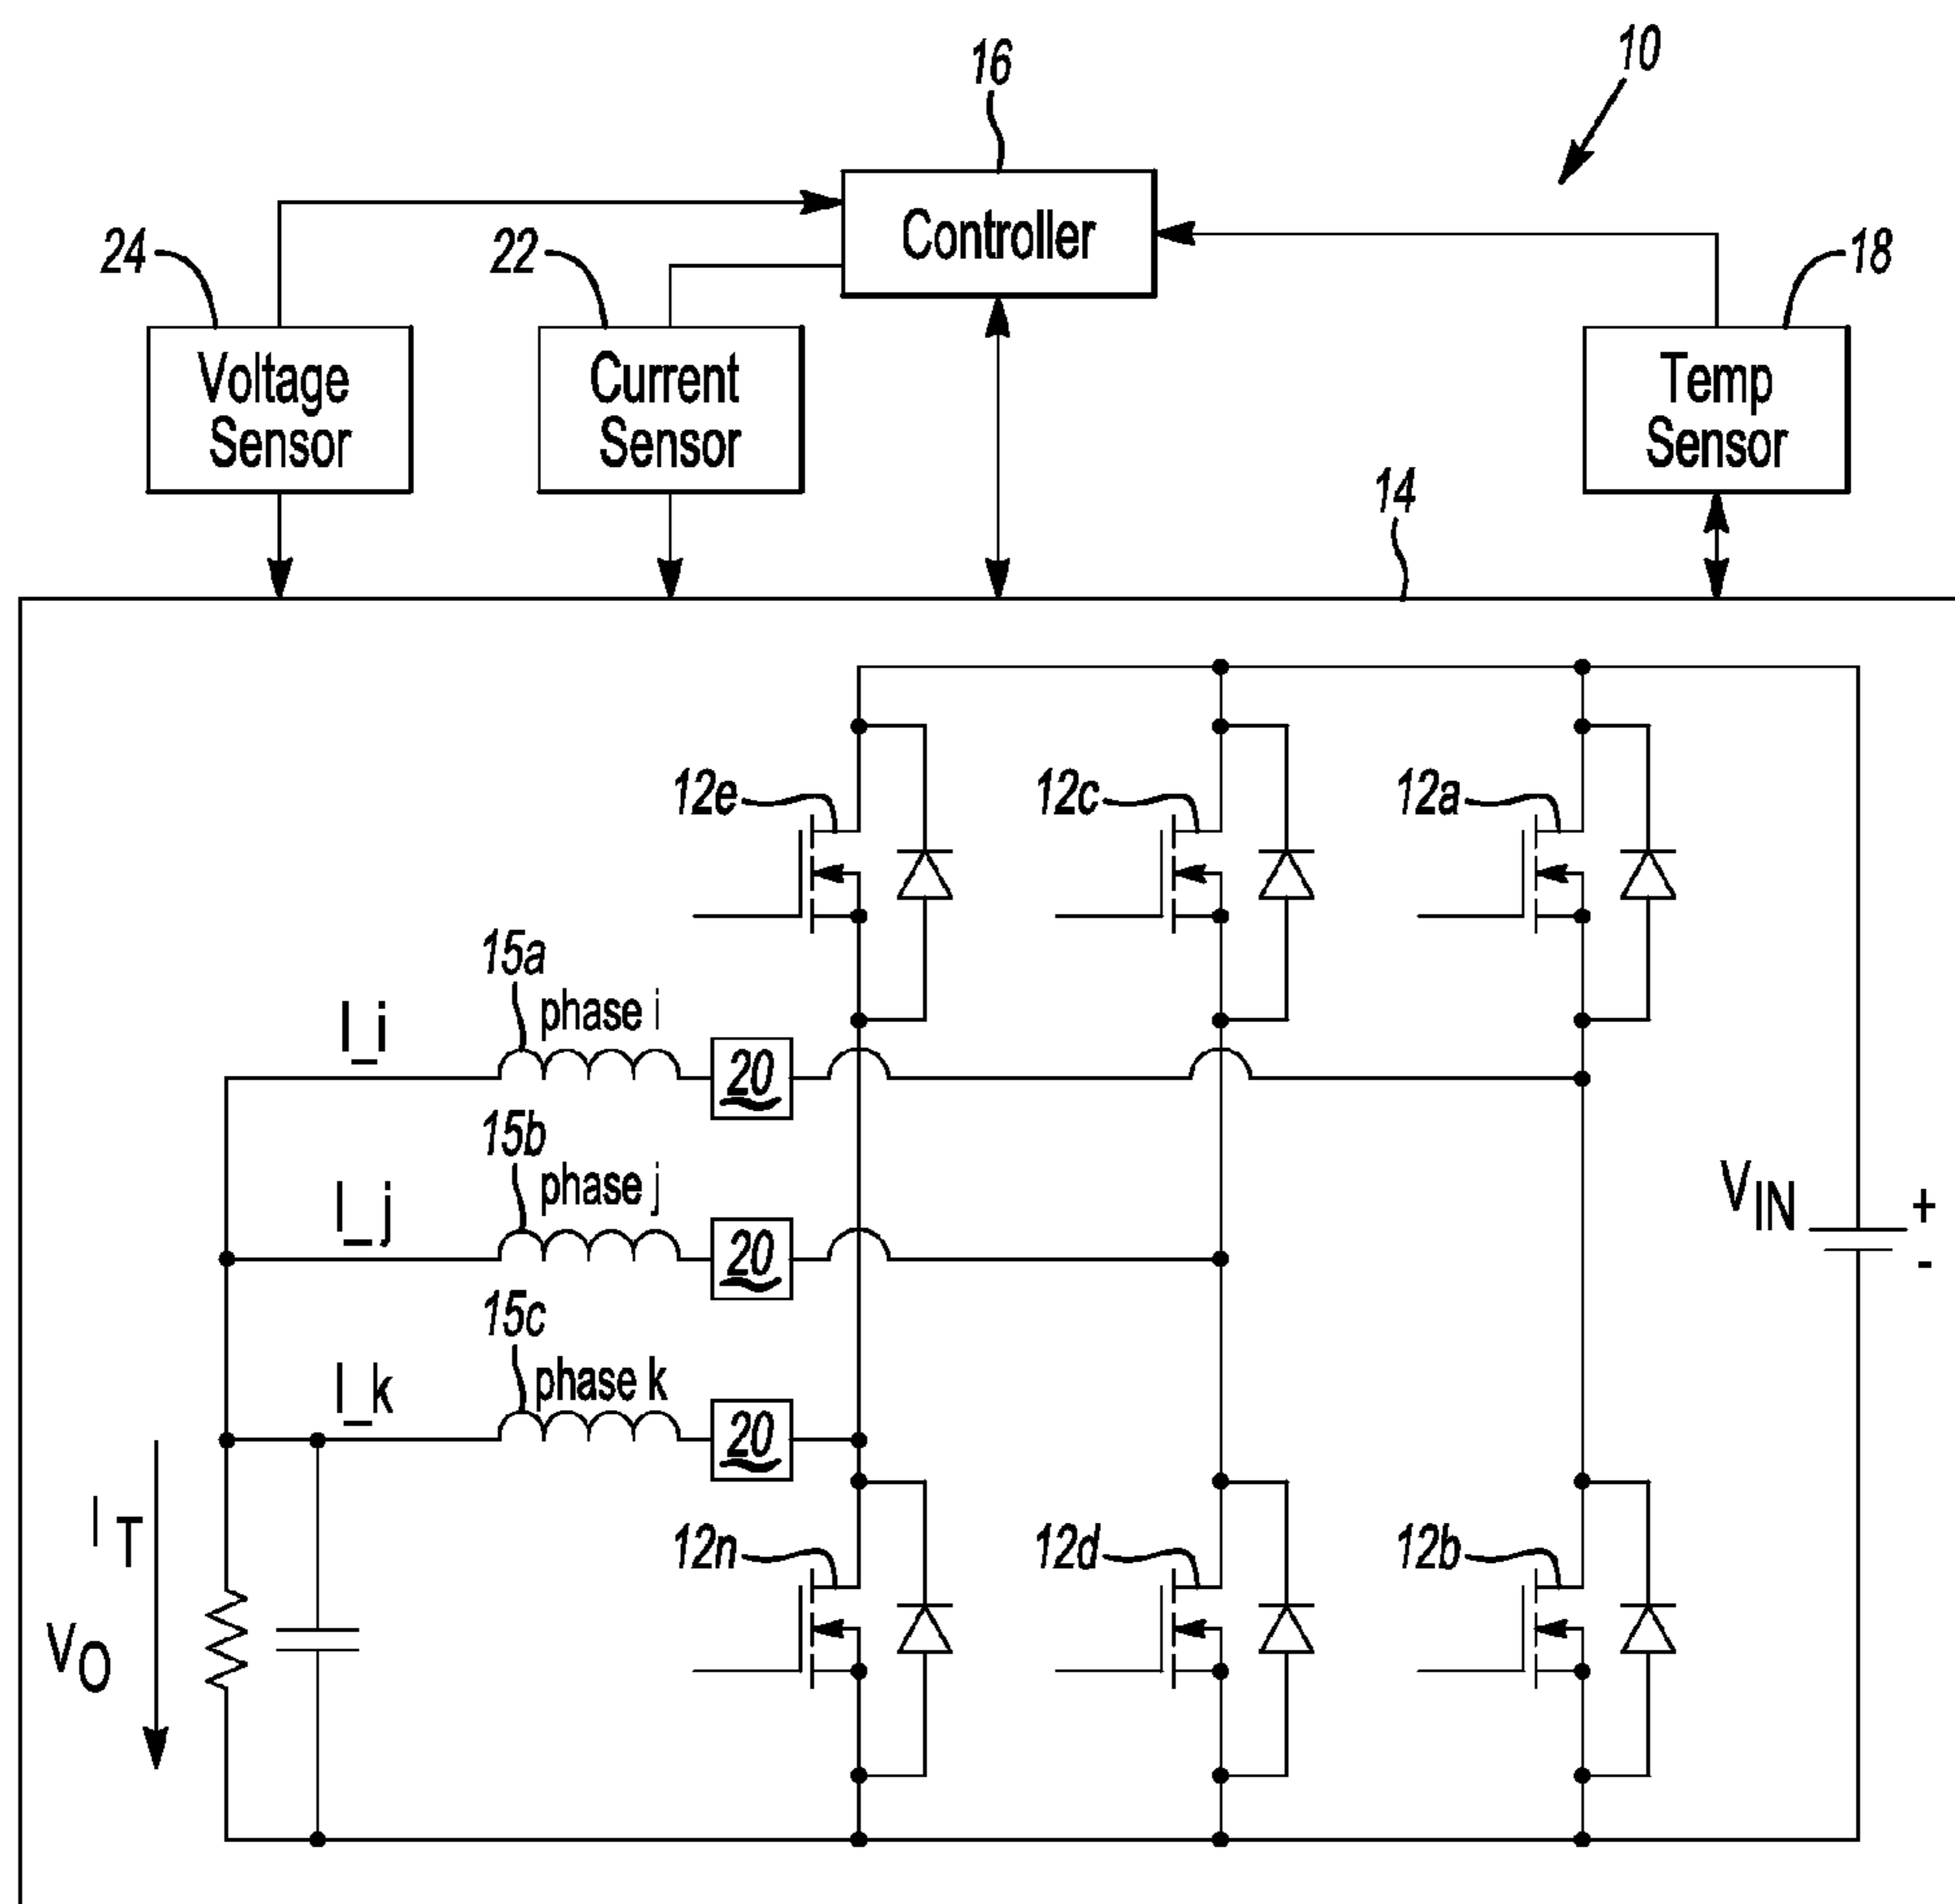 10
16
Controller
24
22
18
Voltage
Sensor
Current
Sensor
Temp
Sensor
14
12e
12c
12a
15a
phase i
I_i
20
15b
phase j
I_j
20
VIN
+
-
15c
phase k
I_k
20
IT
VO
12n
12d
12b